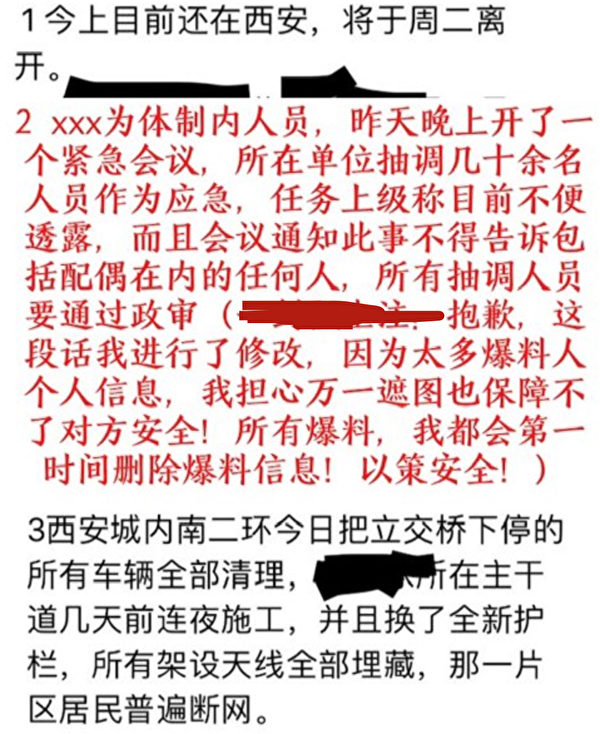 1今上目前还在西安，将于周二离
开。
2 xxx为体制内人员，昨天晚上开了一
个紧急会议，所在单位抽调几十余名
人员作为应急，任务上级称目前不便
透露，而且会议通知此事不得告诉包
括配偶在内的任何人，所有抽调人员
要通过政审（ 抱歉，这
段话我进行了修改，因为太多爆料人
个人信息，我担心万一遮图也保障不
了对方安全！所有爆料，我都会第一
时间删除爆料信息！以策安全！）
3西安城内南二环今日把立交桥下停的
所有车辆全部清理， 所在主干
道几天前连夜施工，并且换了全新护
栏，所有架设天线全部埋藏，那一片
区居民普遍断网。